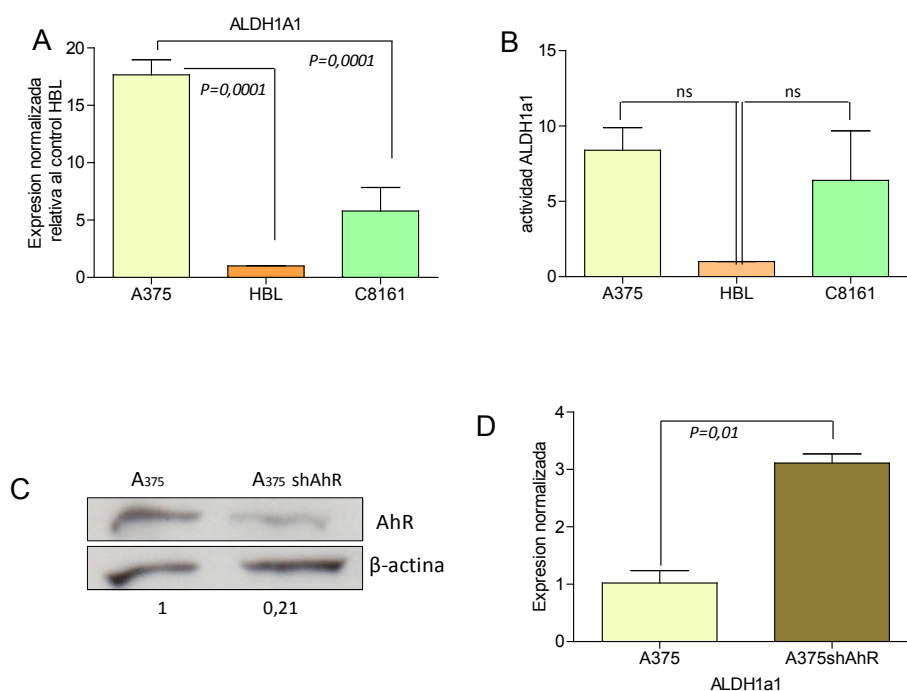 A
ALDH1A1
P=0,0001
P=0,0001
Expresion normalizada
relativa al control HBL
20
15
10
5
0
A375 HBL C8161
B
ns ns
actividad ALDH1a1
15
10
5
0
A375 HBL C8161
C
A375 A375 shAhR
AhR
β-actina
1 0,21
D
P=0,01
Expresion normalizada
4
3
2
1
0
A375 A375shAhR
ALDH1a1